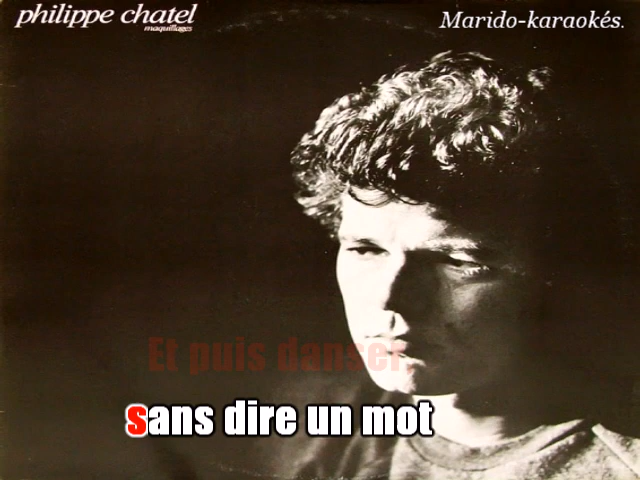 philippe chatel
maquillages
Marido-karaokés.
Et puis danser,
sans dire un mot